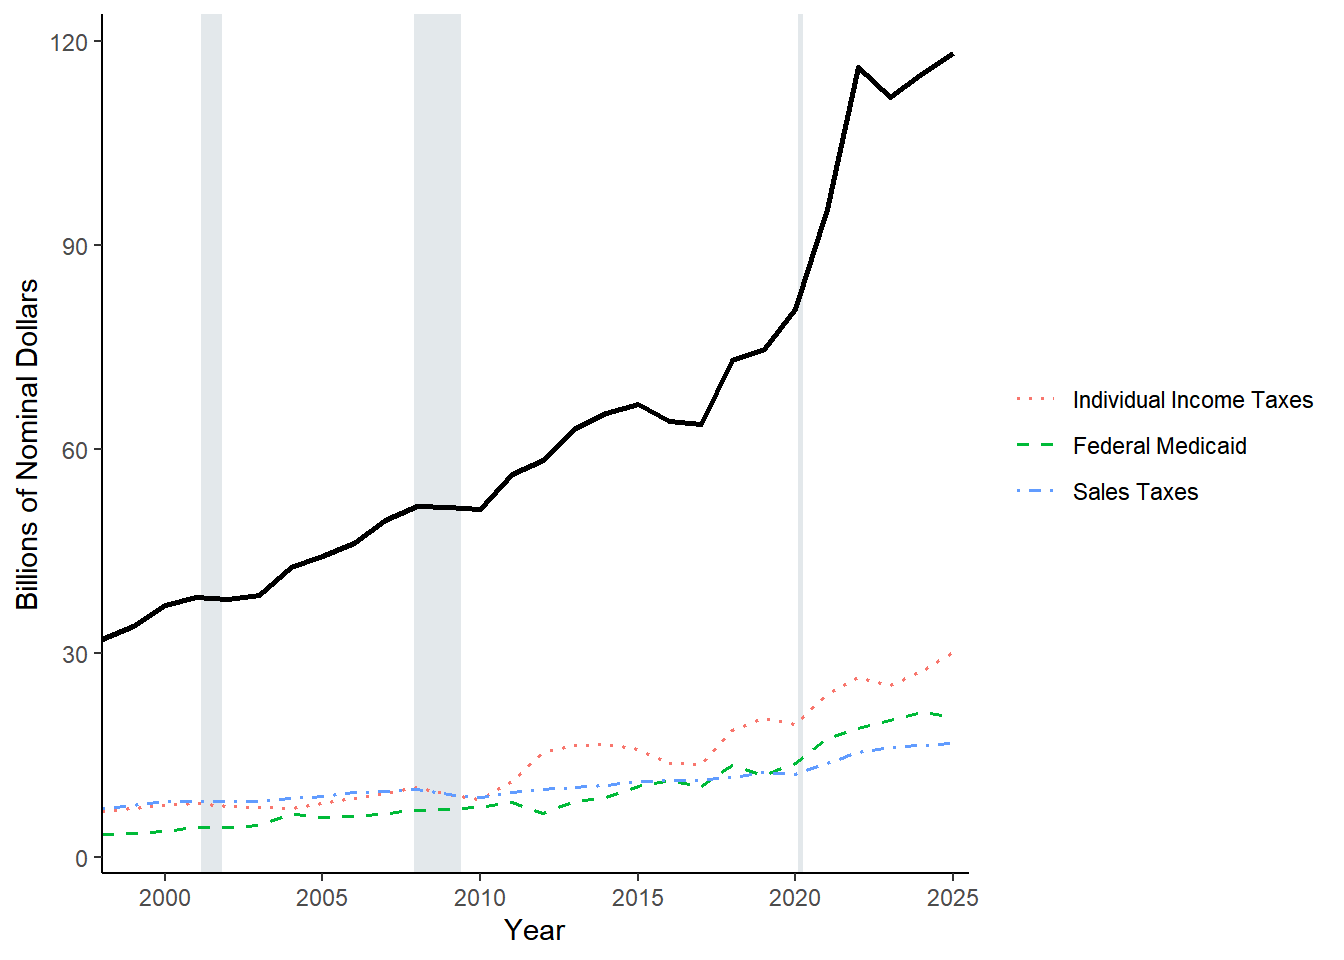 120
90
60
30
0
Billions of Nominal Dollars
2000 2005 2010 2015 2020 2025
Year
Individual Income Taxes
Federal Medicaid
Sales Taxes